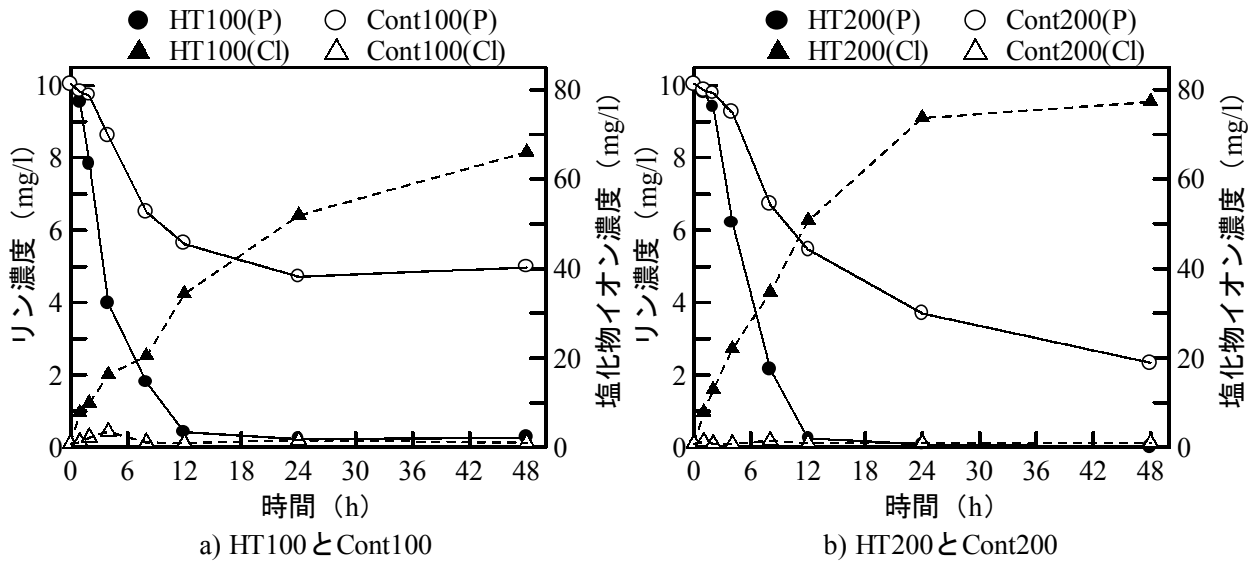 HT100(P) Cont100(P)
HT100(Cl) Cont100(Cl)
リン濃度（mg/l）
10
8
6
4
2
0
塩化物イオン濃度（mg/l）
80
60
40
20
0
0 6 12 18 24 30 36 42 48
時間（h）
a) HT100とCont100
HT200(P) Cont200(P)
HT200(Cl) Cont200(Cl)
リン濃度（mg/l）
10
8
6
4
2
0
塩化物イオン濃度（mg/l）
80
60
40
20
0
0 6 12 18 24 30 36 42 48
時間（h）
b) HT200とCont200